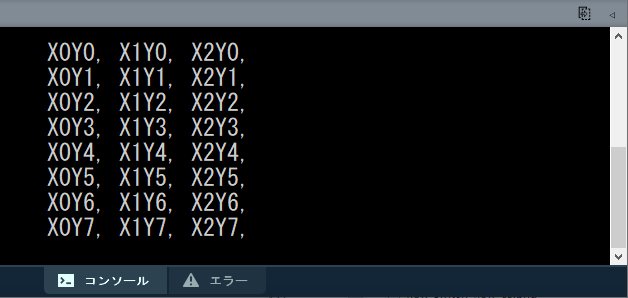 X0Y0, X1Y0, X2Y0,
X0Y1, X1Y1, X2Y1,
X0Y2, X1Y2, X2Y2,
X0Y3, X1Y3, X2Y3,
X0Y4, X1Y4, X2Y4,
X0Y5, X1Y5, X2Y5,
X0Y6, X1Y6, X2Y6,
X0Y7, X1Y7, X2Y7,
コンソール エラー